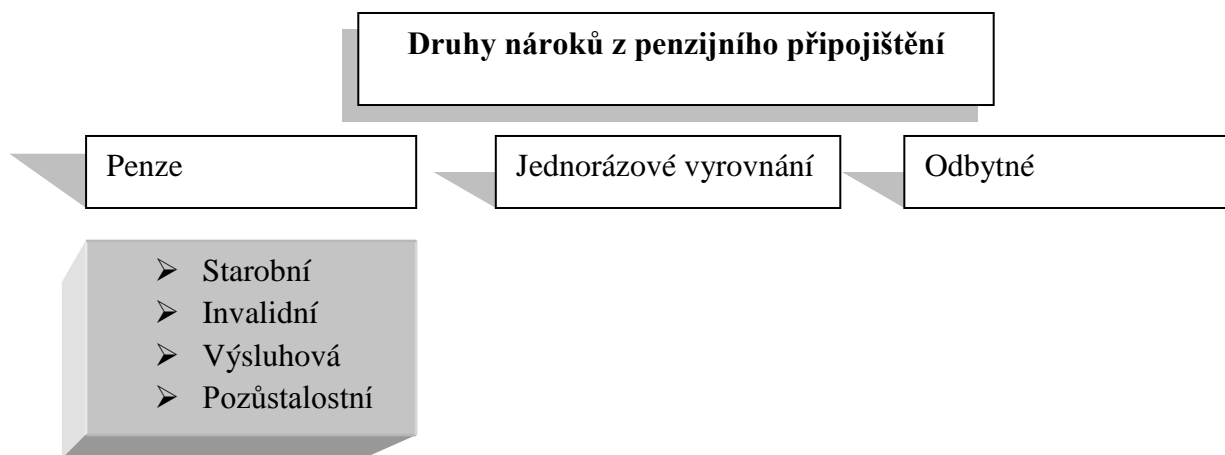 Druhy nároků z penzijního připojištění
Penze
Jednorázové vyrovnání
Odbytné
➢ Starobní
➢ Invalidní
➢ Výsluhová
➢ Pozůstalostní